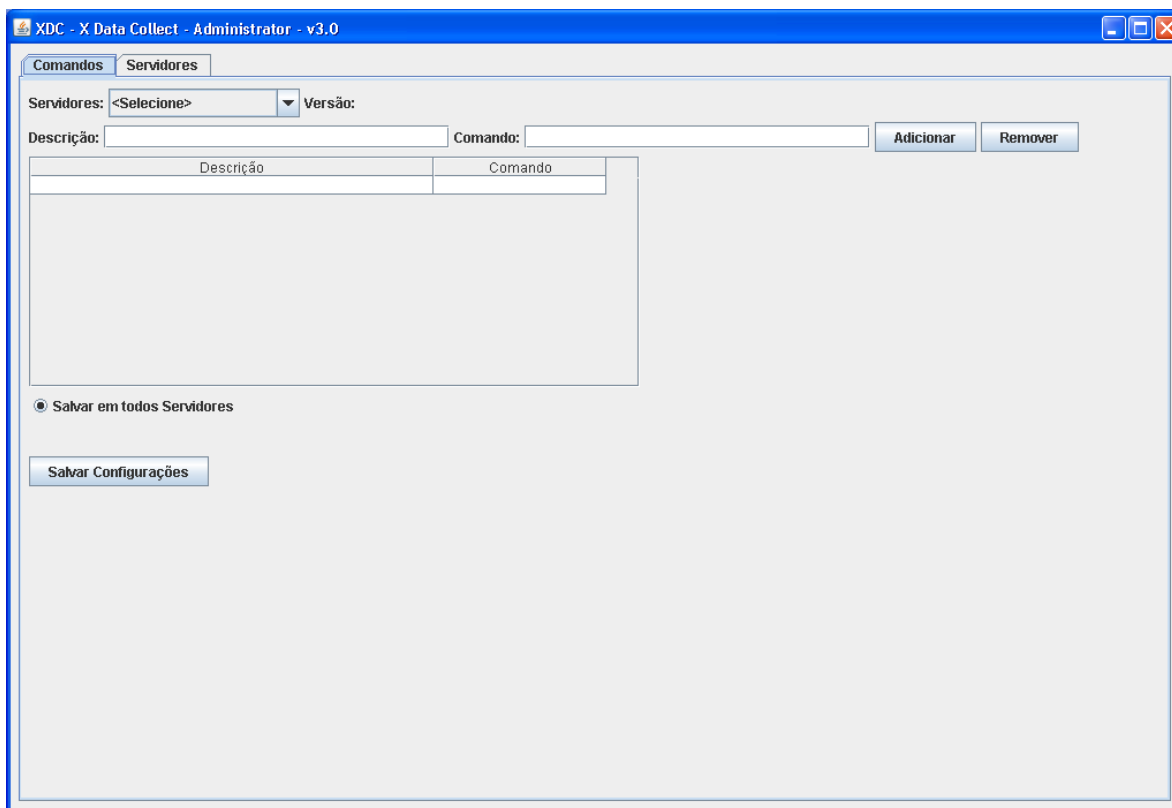 XDC - X Data Collect - Administrator - v3.0
Comandos Servidores
Servidores: <Selecione> Versão:
Descrição: Comando: Adicionar Remover
Descrição Comando
Salvar em todos Servidores
Salvar Configurações